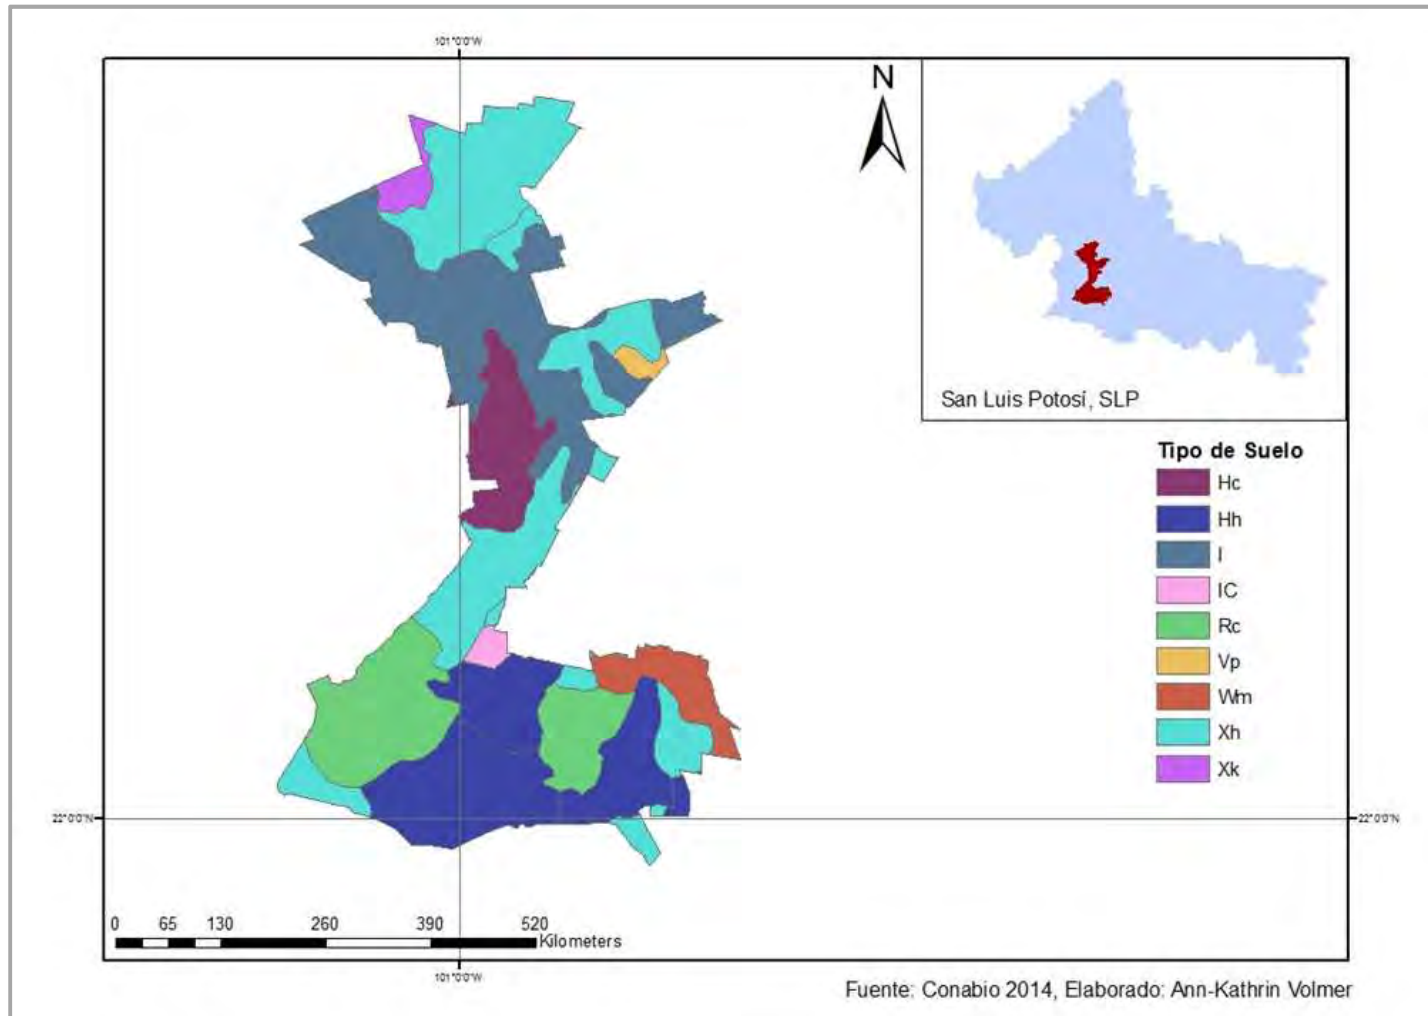 101°0'0"W
N
San Luis Potosí, SLP
Tipo de Suelo
Hc
Hh
I
IC
Rc
Vp
Wm
Xh
Xk
22°0'0"N
22°0'0"N
0 65 130 260 390 520
Kilometers
101°0'0"W
Fuente: Conabio 2014, Elaborado: Ann-Kathrin Volmer